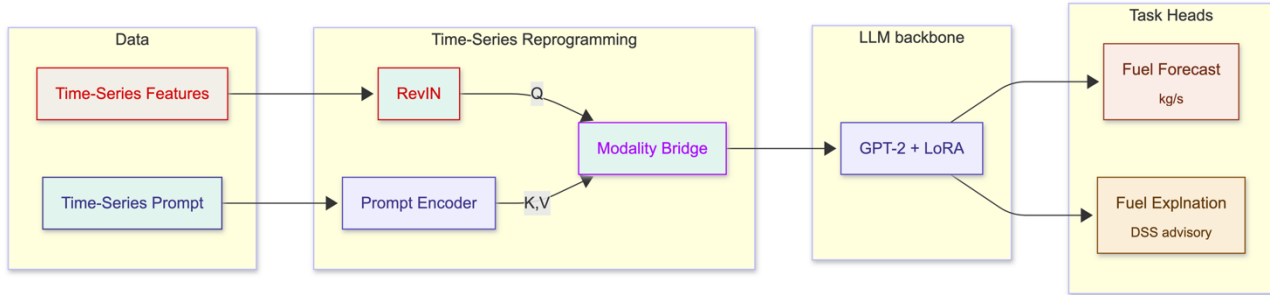 Data
Time-Series Features
Time-Series Prompt
Time-Series Reprogramming
RevIN
Q
Prompt Encoder
K,V
Modality Bridge
LLM backbone
GPT-2 + LoRA
Task Heads
Fuel Forecast
kg/s
Fuel Explnation
DSS advisory